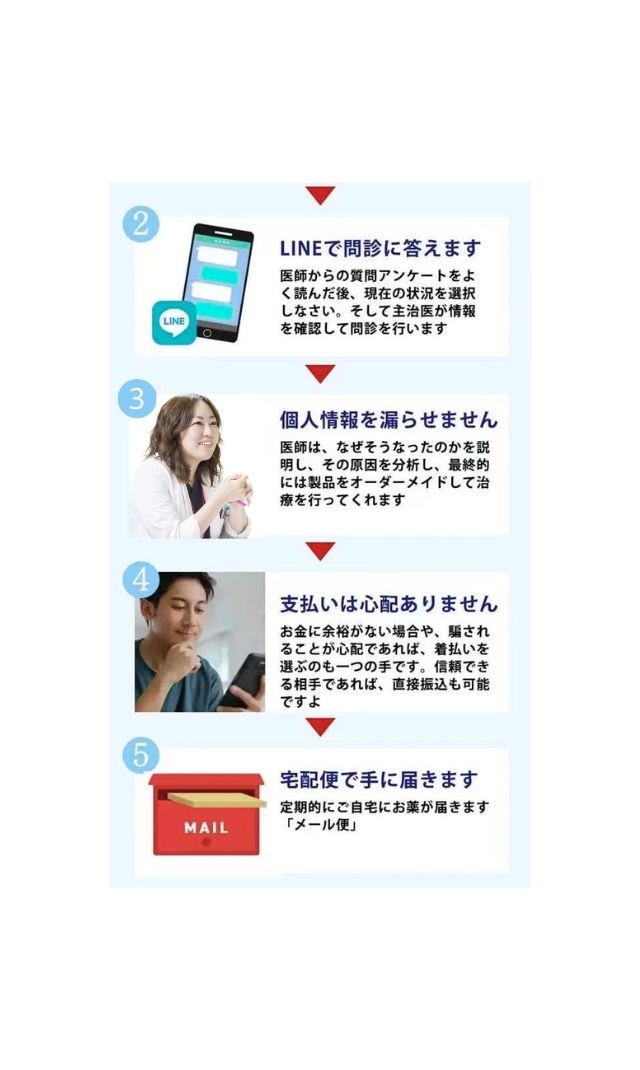 2
LINEで問診に答えます
医師からの質問アンケートをよ
く読んだ後、現在の状況を選択
しなさい。そして主治医が情報
を確認して問診を行います
LINE
3
個人情報を漏らせません
医師は、なぜそうなったのかを説
明し、その原因を分析し、最終的
には製品をオーダーメイドして治
療を行ってくれます
4
支払いは心配ありません
お金に余裕がない場合や、騙され
ることが心配であれば、着払いを
選ぶのも一つの手です。信頼でき
る相手であれば、直接振込も可能
ですよ
5
宅配便で手に届きます
定期的にご自宅にお薬が届きます
「メール便」
MAIL